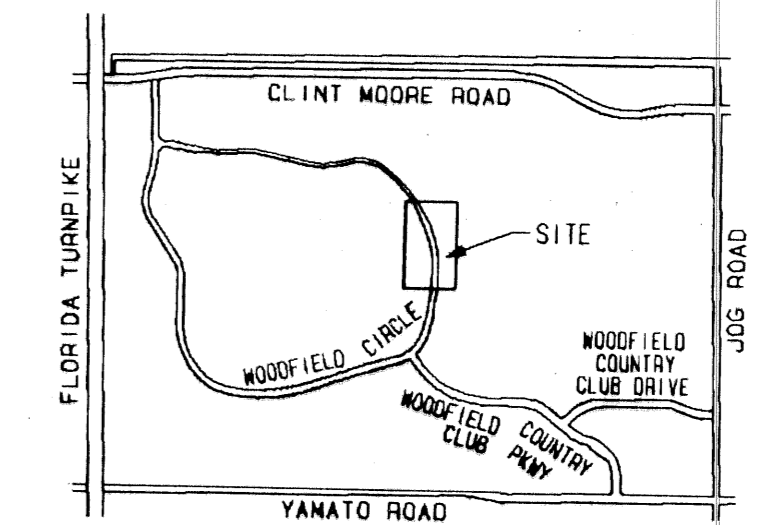 CLINT MOORE ROAD
FLORIDA TURNPIKE
SITE
JOG ROAD
WOODFIELD CIRCLE
WOODFIELD
COUNTRY
CLUB DRIVE
WOODFIELD COUNTRY
CLUB PKWY
YAMATO ROAD